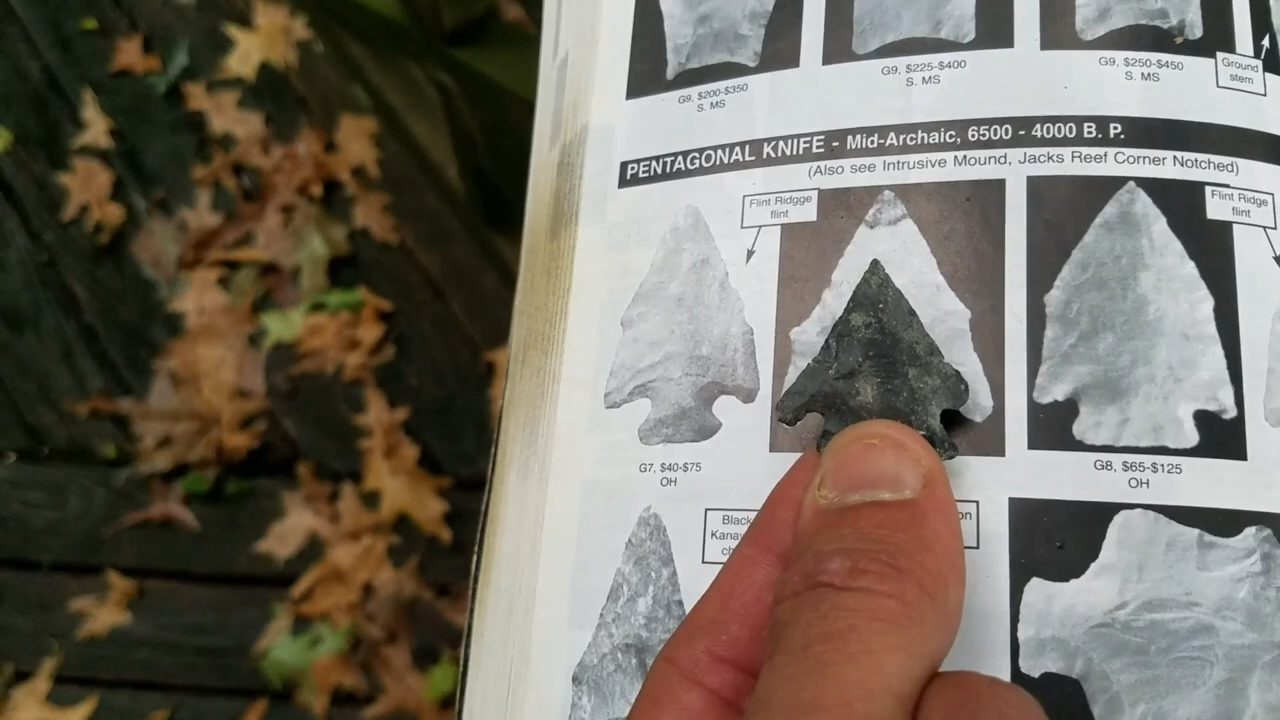 G9, $200-$350
S. MS
G9, $225-$400
S. MS
G9, $250-$450
S. MS
Ground
stem
PENTAGONAL KNIFE - Mid-Archaic, 6500 - 4000 B. P.
(Also see Intrusive Mound, Jacks Reef Corner Notched)
Flint Ridgge
flint
Flint Ridge
flint
G7, $40-$75
OH
G8, $65-$125
OH
Black